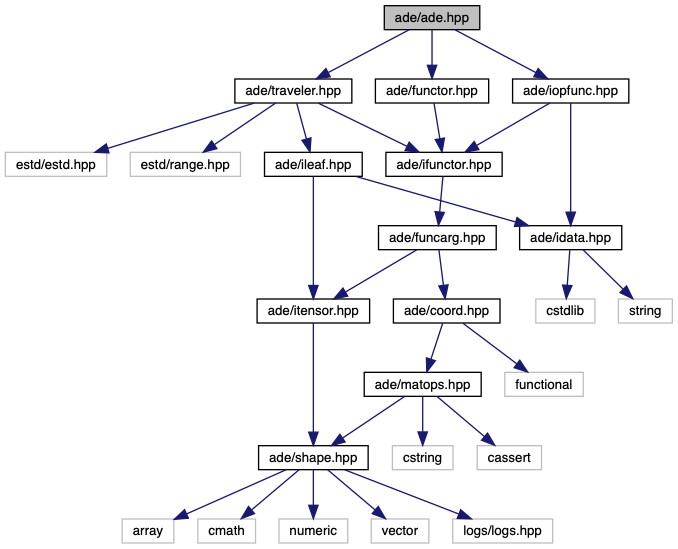 ade/ade.hpp
ade/traveler.hpp
ade/functor.hpp
ade/iopfunc.hpp
estd/estd.hpp
estd/range.hpp
ade/ileaf.hpp
ade/ifunctor.hpp
ade/funcarg.hpp
ade/idata.hpp
ade/itensor.hpp
ade/coord.hpp
cstdlib
string
ade/matops.hpp
functional
ade/shape.hpp
cstring
cassert
array
cmath
numeric
vector
logs/logs.hpp